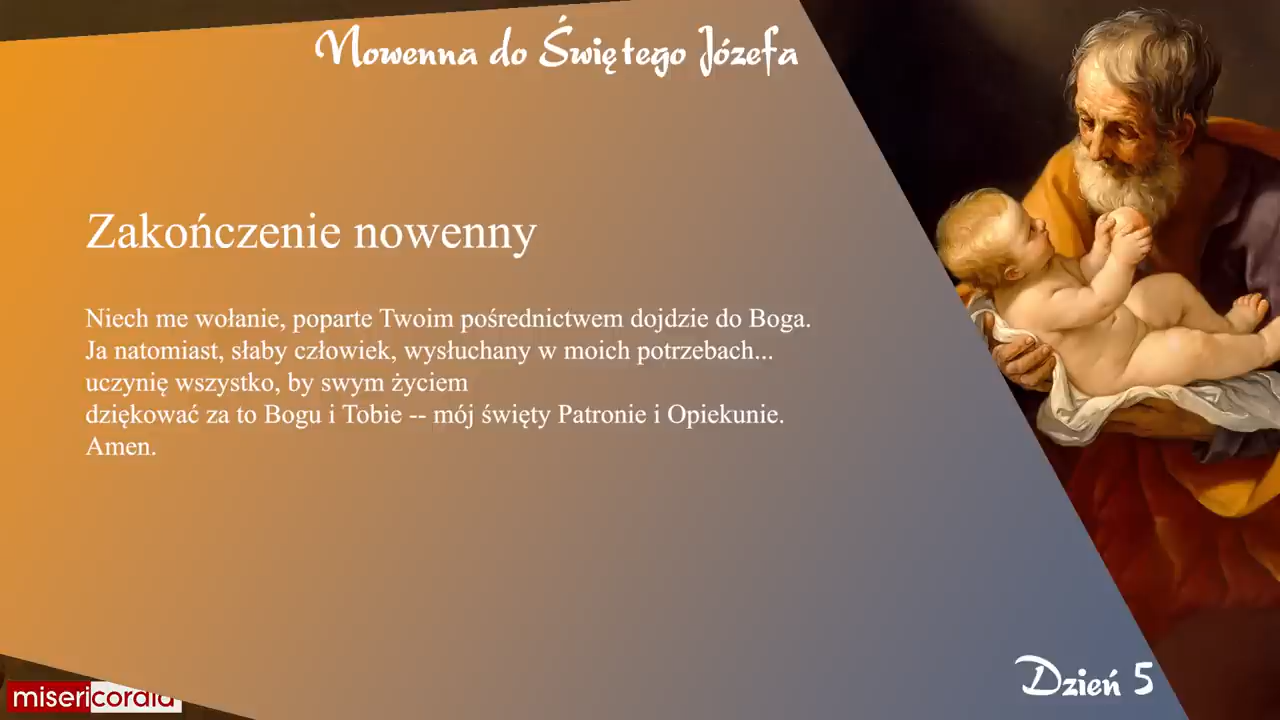 Nowenna do Świętego Józefa
Zakończenie nowenny
Niech me wołanie, poparte Twoim pośrednictwem dojdzie do Boga.
Ja natomiast, słaby człowiek, wysłuchany w moich potrzebach...
uczynię wszystko, by swym życiem
dziękować za to Bogu i Tobie -- mój święty Patronie i Opiekunie.
Amen.
Dzień 5
misericordia